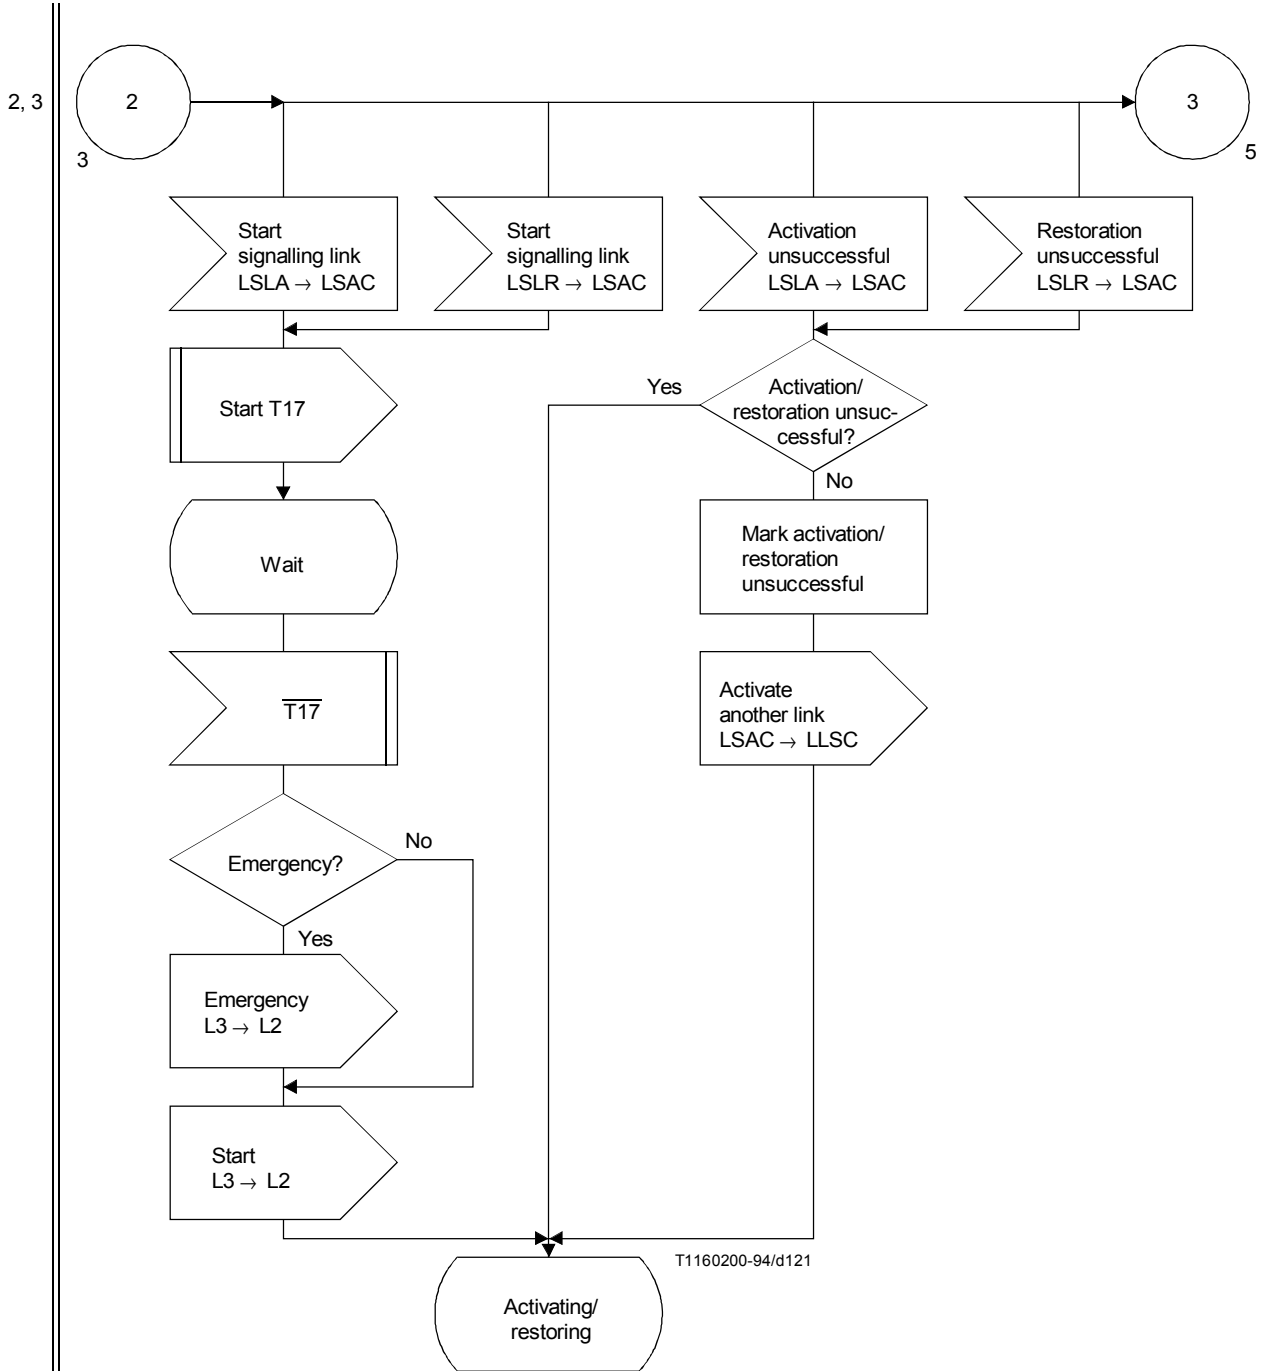 2, 3
2
3
3
5
Start
signalling link
LSLA → LSAC
Start
signalling link
LSLR → LSAC
Activation
unsuccessful
LSLA → LSAC
Restoration
unsuccessful
LSLR → LSAC
Start T17
Yes
Activation/
restoration unsuc-
cessful?
No
Wait
Mark activation/
restoration
unsuccessful
T17
Activate
another link
LSAC → LLSC
Emergency?
No
Yes
Emergency
L3 → L2
Start
L3 → L2
T1160200-94/d121
Activating/
restoring